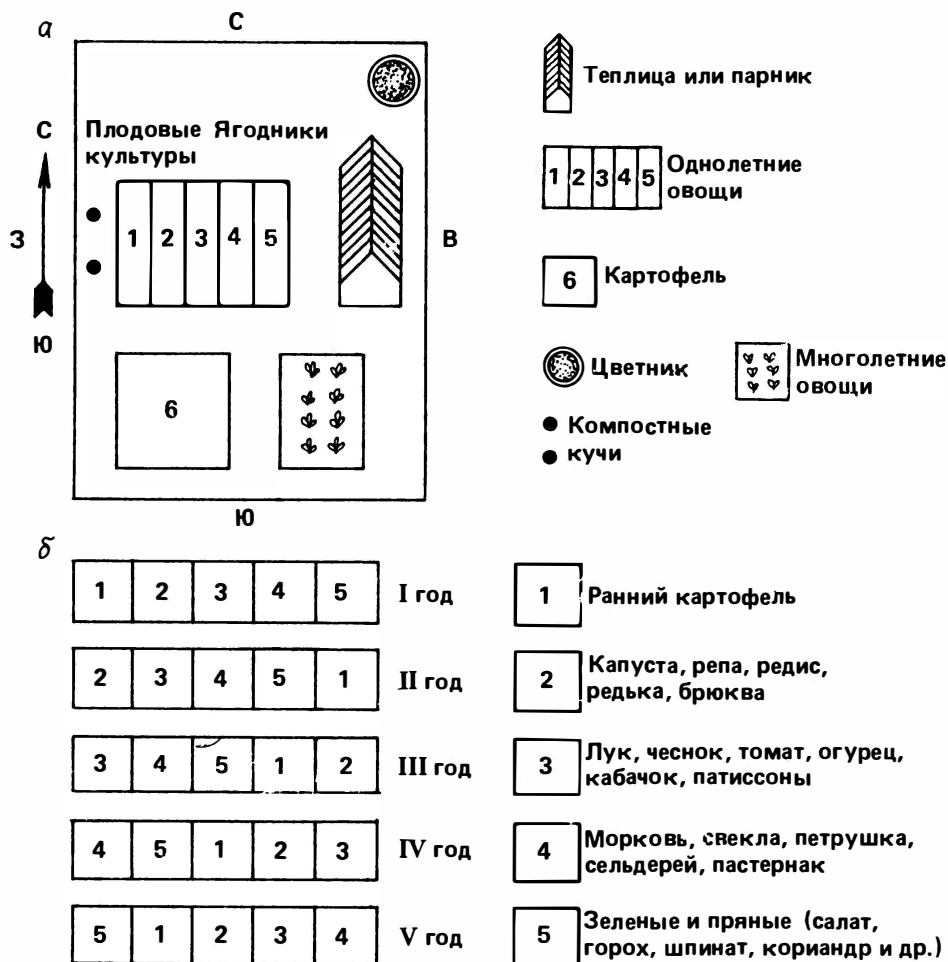 а
С
Плодовые Ягодники
культуры
С
З
Ю
В
1 2 3 4 5
6
Ю
Теплица или парник
1 2 3 4 5
Однолетние
овощи
6
Картофель
Цветник
Многолетние
овощи
Компостные
кучи
б
1 2 3 4 5 I год
2 3 4 5 1 II год
3 4 5 1 2 III год
4 5 1 2 3 IV год
5 1 2 3 4 V год
1 Ранний картофель
2 Капуста, репа, редис,
редька, брюква
3 Лук, чеснок, томат, огурец,
кабачок, патиссоны
4 Морковь, свекла, петрушка,
сельдерей, пастернак
5 Зеленые и пряные (салат,
горох, шпинат, кориандр и др.)